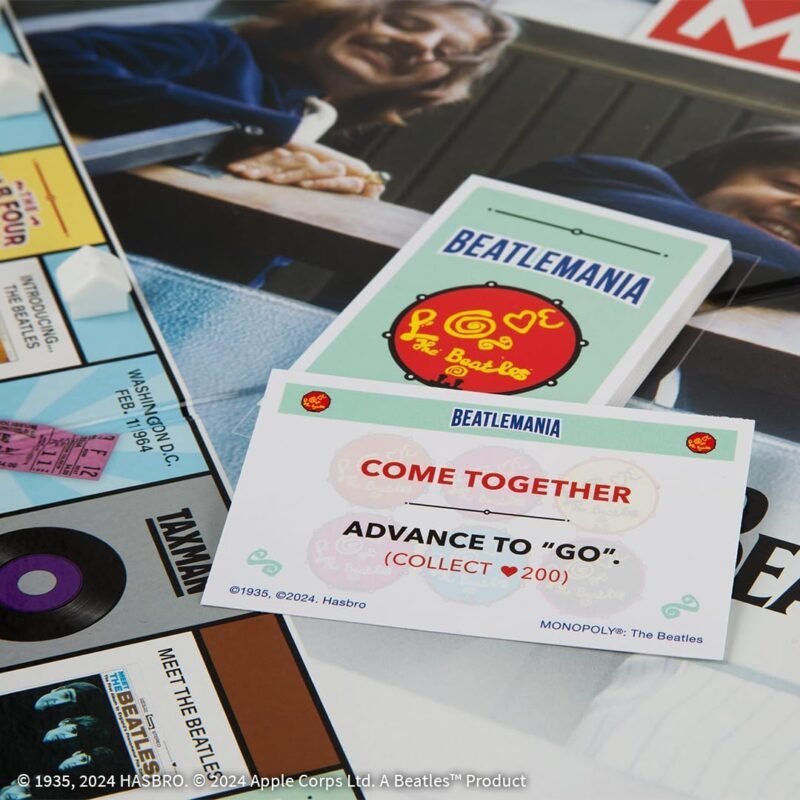 BEATLEMANIA
The Beatles
BEATLEMANIA
COME TOGETHER
ADVANCE TO “GO”.
(COLLECT ❤200)
©1935, ©2024. Hasbro
MONOPOLY®: The Beatles
THE
FOUR
INTRODUCING...
THE BEATLES
WASHINGTON D.C.
FEB. 11, 1964
TAXMAN
MEET THE BEATLES
MEET
THE
BEATLES
© 1935, 2024 HASBRO. © 2024 Apple Corps Ltd. A Beatles™ Product